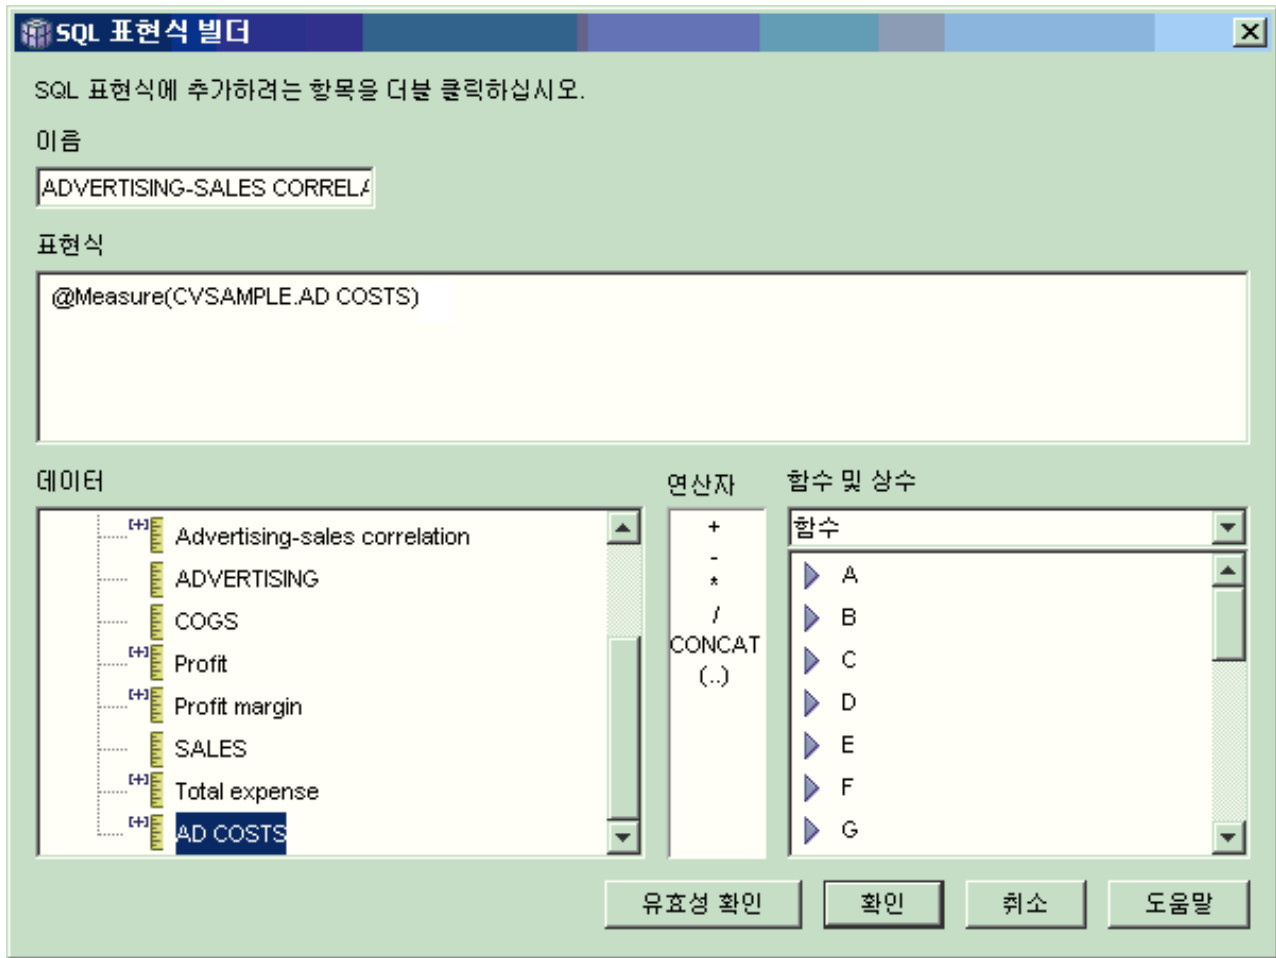 SQL 표현식 빌더
SQL 표현식에 추가하려는 항목을 더블 클릭하십시오.
이름
ADVERTISING-SALES CORRELA
표현식
@Measure(CVSAMPLE.AD COSTS)
데이터
Advertising-sales correlation
ADVERTISING
COGS
Profit
Profit margin
SALES
Total expense
AD COSTS
연산자
+
-
*
/
CONCAT
(..)
함수 및 상수
함수
A
B
C
D
E
F
G
유효성 확인
확인
취소
도움말